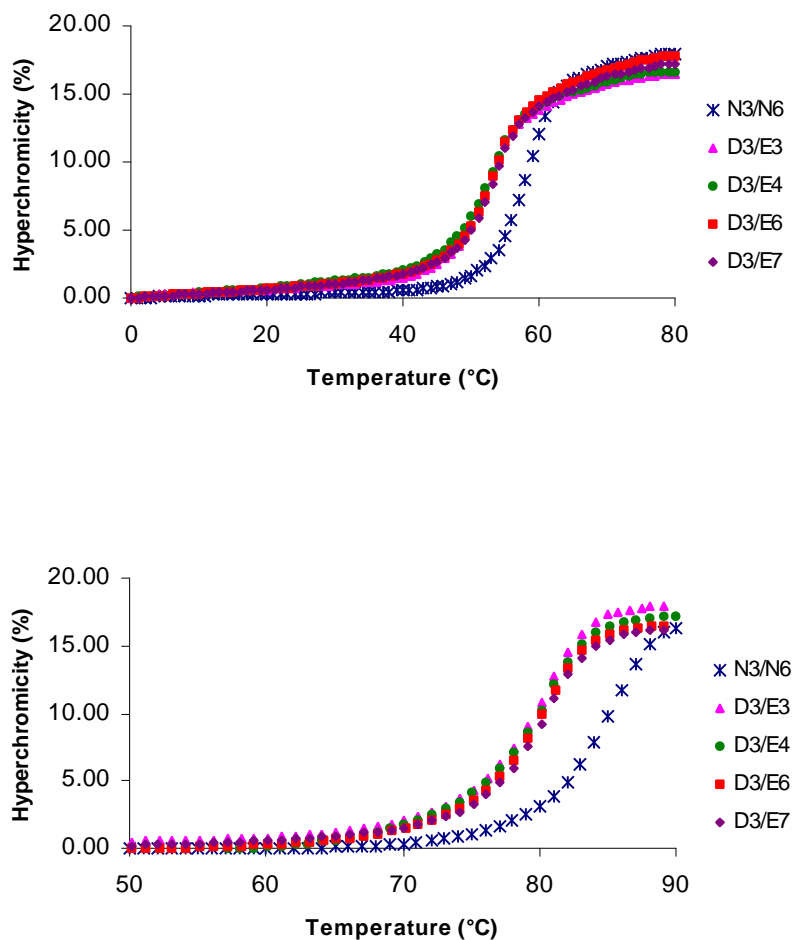 20.00
15.00
10.00
5.00
0.00
Hyperchromicity (%)
0 20 40 60 80
Temperature (°C)
N3/N6
D3/E3
D3/E4
D3/E6
D3/E7
20.00
15.00
10.00
5.00
0.00
Hyperchromicity (%)
50 60 70 80 90
Temperature (°C)
N3/N6
D3/E3
D3/E4
D3/E6
D3/E7